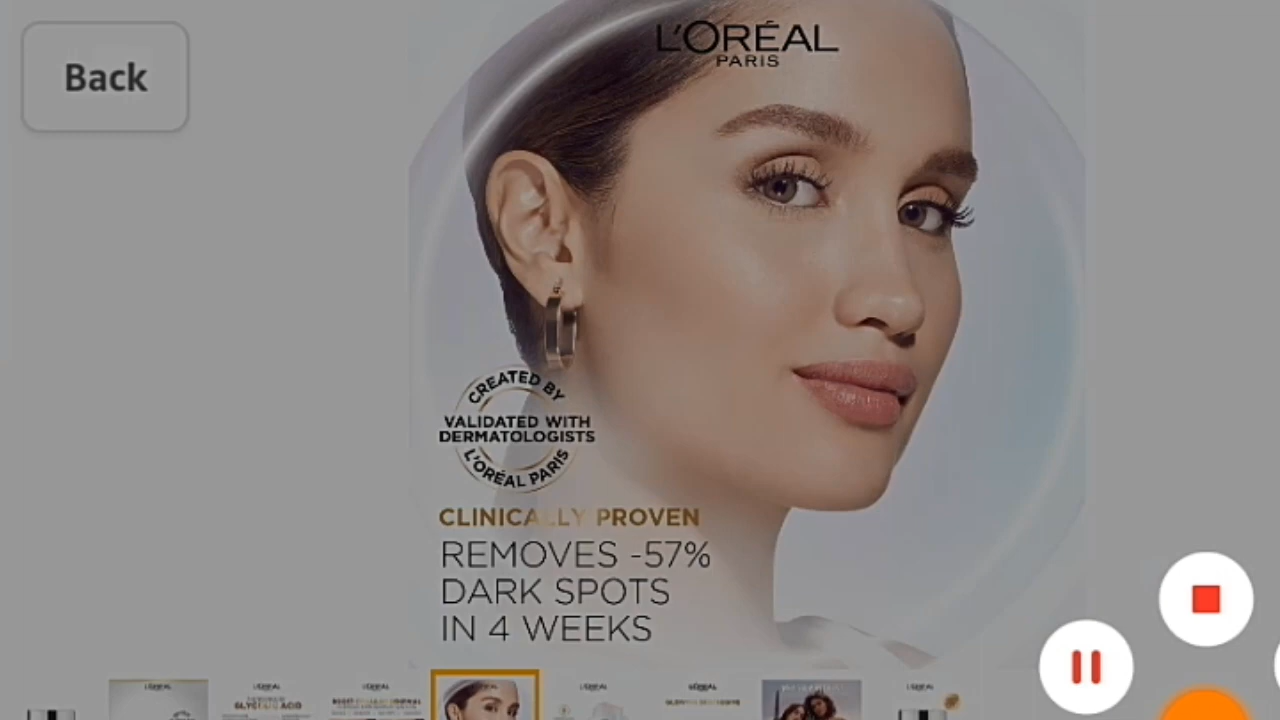 Back
L'ORÉAL
PARIS
CREATED BY
VALIDATED WITH
DERMATOLOGISTS
L'ORÉAL PARIS
CLINICALLY PROVEN
REMOVES -57%
DARK SPOTS
IN 4 WEEKS